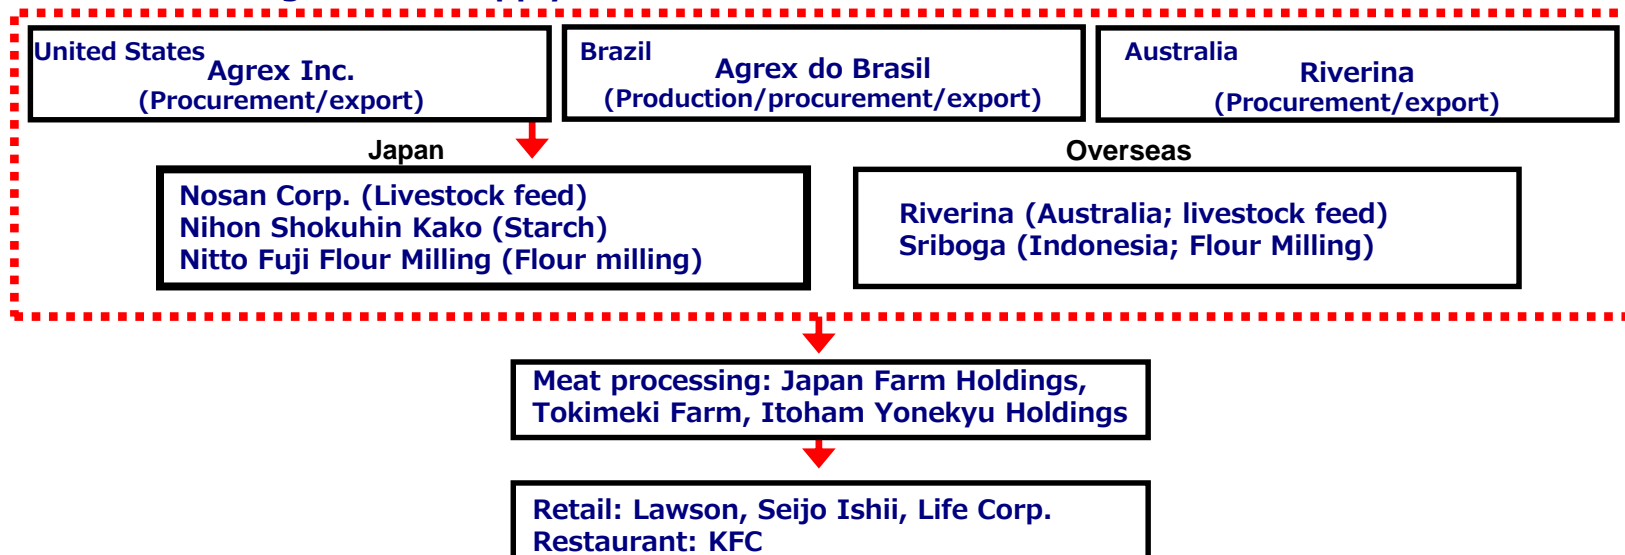 United States
Agrex Inc.
(Procurement/export)
Brazil
Agrex do Brasil
(Production/procurement/export)
Australia
Riverina
(Procurement/export)
Japan
Nosan Corp. (Livestock feed)
Nihon Shokuhin Kako (Starch)
Nitto Fuji Flour Milling (Flour milling)
Overseas
Riverina (Australia; livestock feed)
Sriboga (Indonesia; Flour Milling)
Meat processing: Japan Farm Holdings,
Tokimeki Farm, Itoham Yonekyu Holdings
Retail: Lawson, Seijo Ishii, Life Corp.
Restaurant: KFC